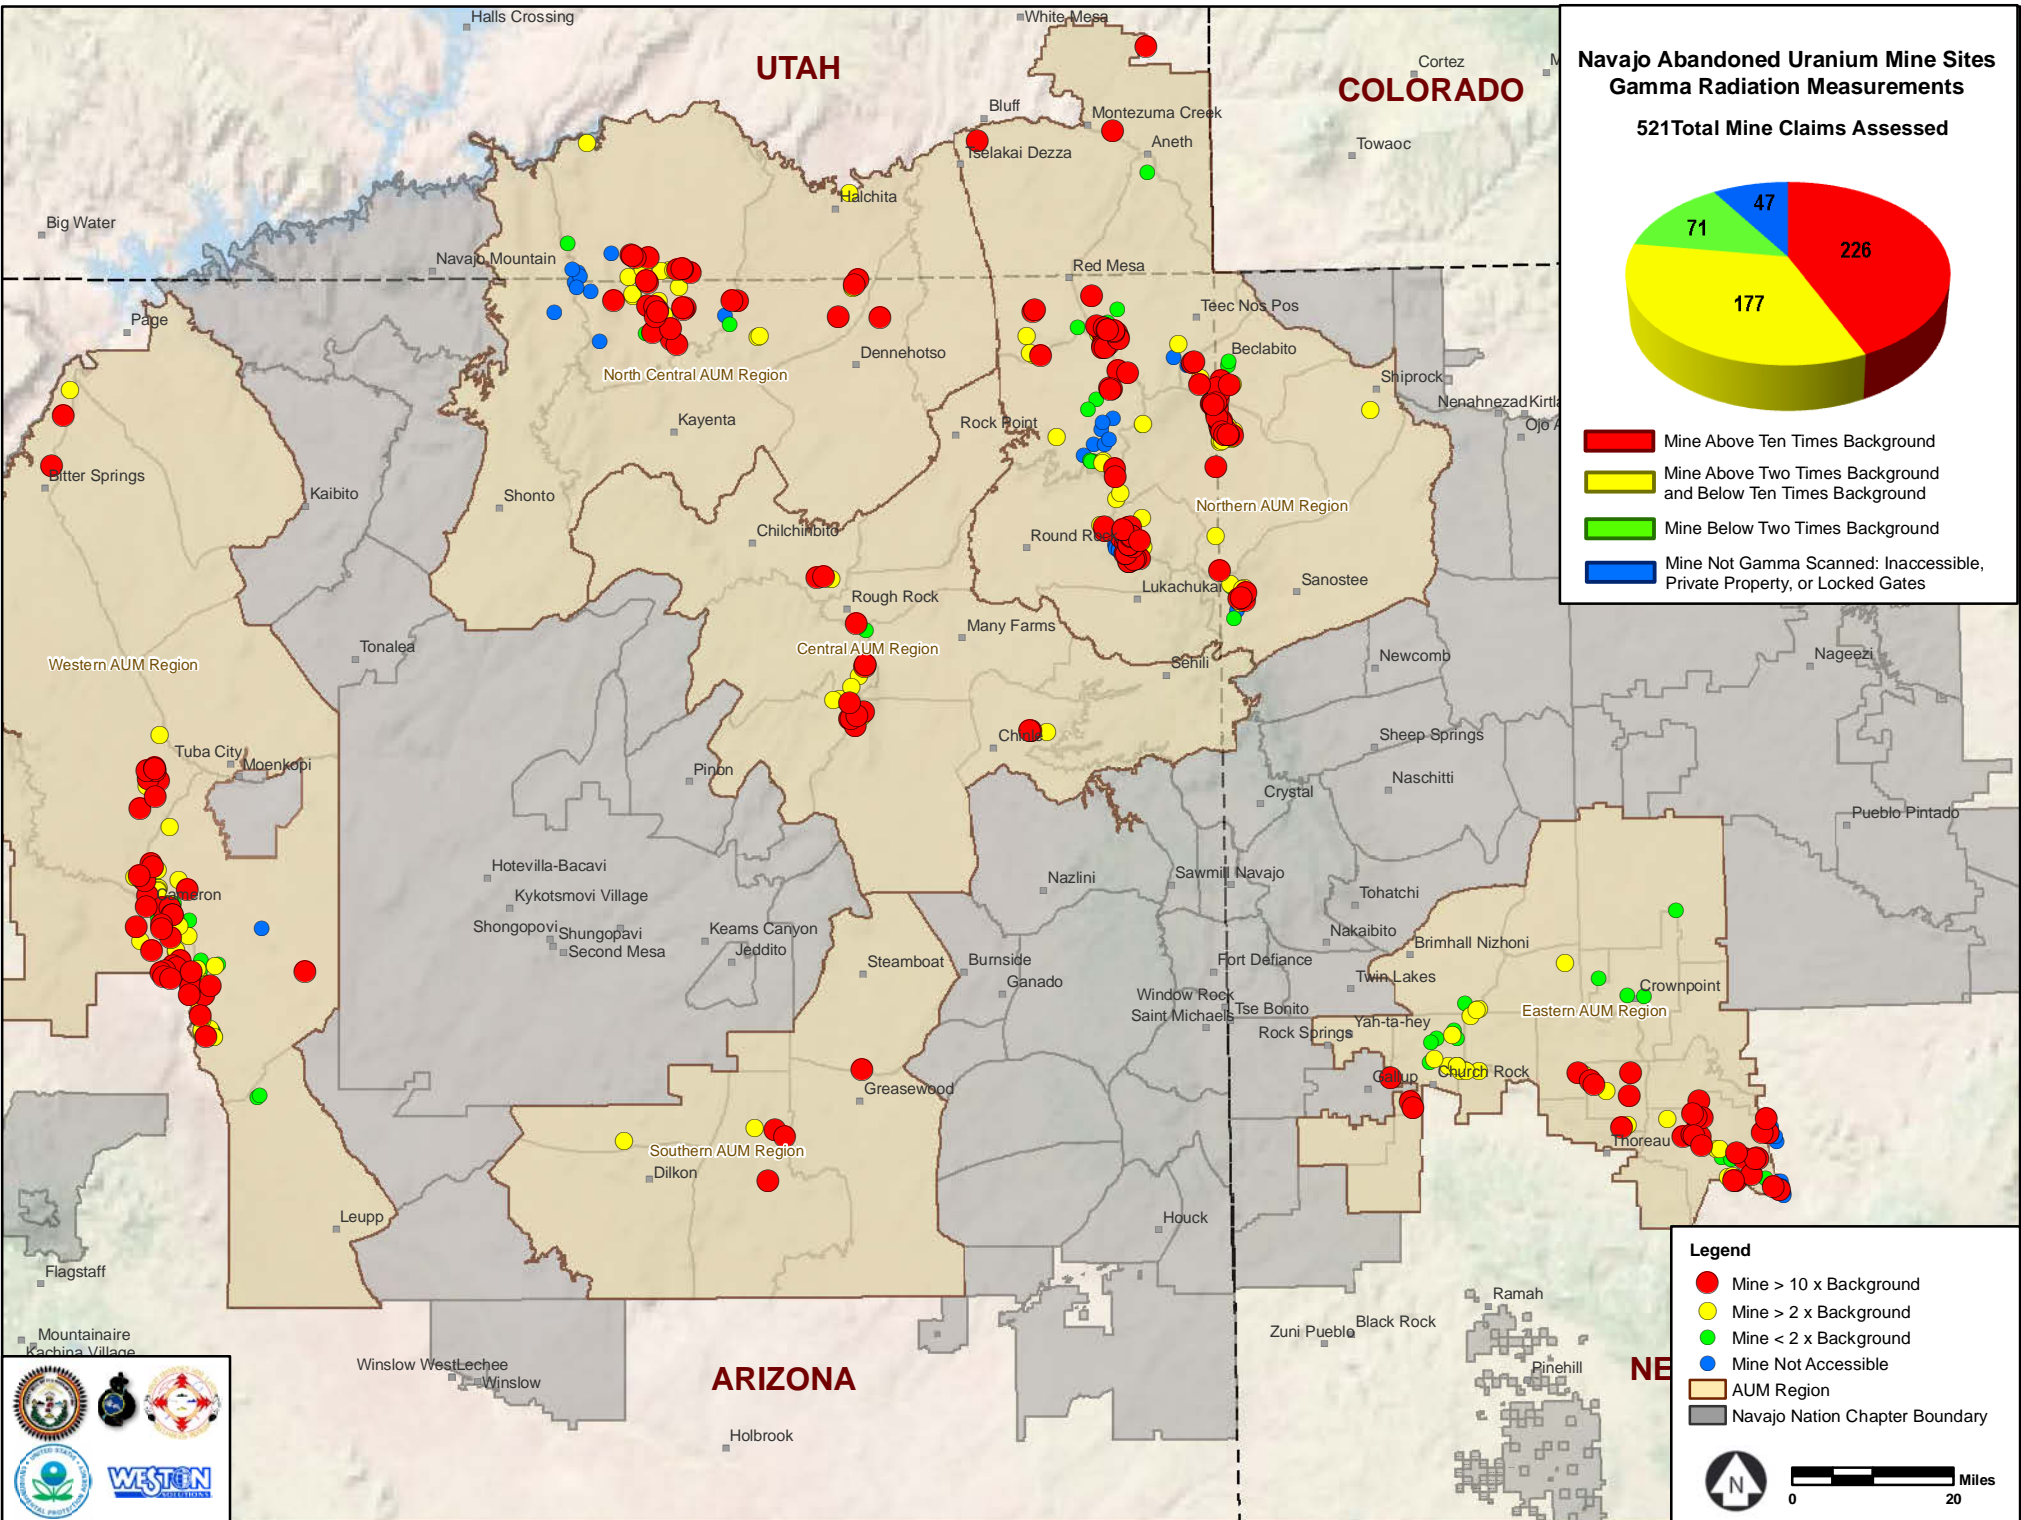 Halls Crossing
White Mesa
UTAH
COLORADO
Cortez
Bluff
Montezuma Creek
Aneth
Towaoc
Tselakai Dezza
Halchita
Big Water
Navajo Mountain
Red Mesa
Page
Teec Nos Pos
Dennehotso
Beclabito
North Central AUM Region
Shiprock
Nenahnezad
Kayenta
Rock Point
Bitter Springs
Kaibito
Shonto
Northern AUM Region
Chilchinbito
Round
Lukachukai
Sanostee
Rough Rock
Many Farms
Tonalea
Central AUM Region
Western AUM Region
Sehili
Newcomb
Nageezi
Tuba City
Moenkopi
Chinle
Sheep Springs
Pinon
Naschitti
Crystal
Pueblo Pintado
Hotevilla-Bacavi
Kykotsmovi Village
Nazlini
Sawmill
Navajo
Tohatchi
Cameron
Shongopovi
Shungopavi
Second Mesa
Keams Canyon
Jeddito
Nakaibito
Brimhall Nizhoni
Steamboat
Burnside
Ganado
Fort Defiance
Twin Lakes
Crownpoint
Window Rock
Saint Michaels
Tse Bonito
Rock Springs
Yah-ta-hey
Eastern AUM Region
Gallup
Church Rock
Greasewood
Southern AUM Region
Dilkon
Thoreau
Leupp
Houck
Flagstaff
Mountainaire
Kachina Village
Winslow West
Lechee
Winslow
ARIZONA
Holbrook
Zuni Pueblo
Black Rock
Ramah
Pinehill
NE
Navajo Abandoned Uranium Mine Sites
Gamma Radiation Measurements
521Total Mine Claims Assessed
47
71
226
177
Mine Above Ten Times Background
Mine Above Two Times Background
and Below Ten Times Background
Mine Below Two Times Background
Mine Not Gamma Scanned: Inaccessible,
Private Property, or Locked Gates
Legend
Mine > 10 x Background
Mine > 2 x Background
Mine < 2 x Background
Mine Not Accessible
AUM Region
Navajo Nation Chapter Boundary
N
Miles
0
20
WESTON
SOLUTIONS